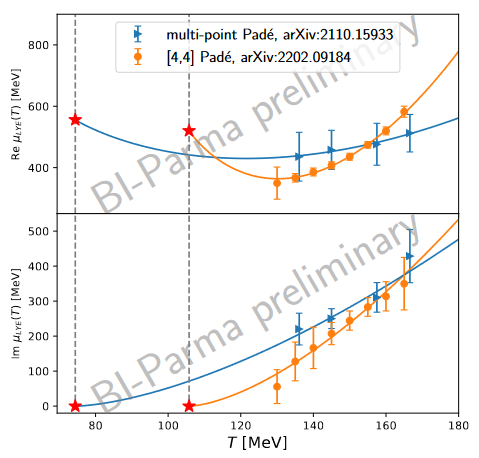 multi-point Padé, arXiv:2110.15933
[4,4] Padé, arXiv:2202.09184
BI-Parma preliminary
Re μLYE(T) [MeV]
800
600
400
BI-Parma preliminary
Im μLYE(T) [MeV]
500
400
300
200
100
0
80 100 120 140 160 180
T [MeV]